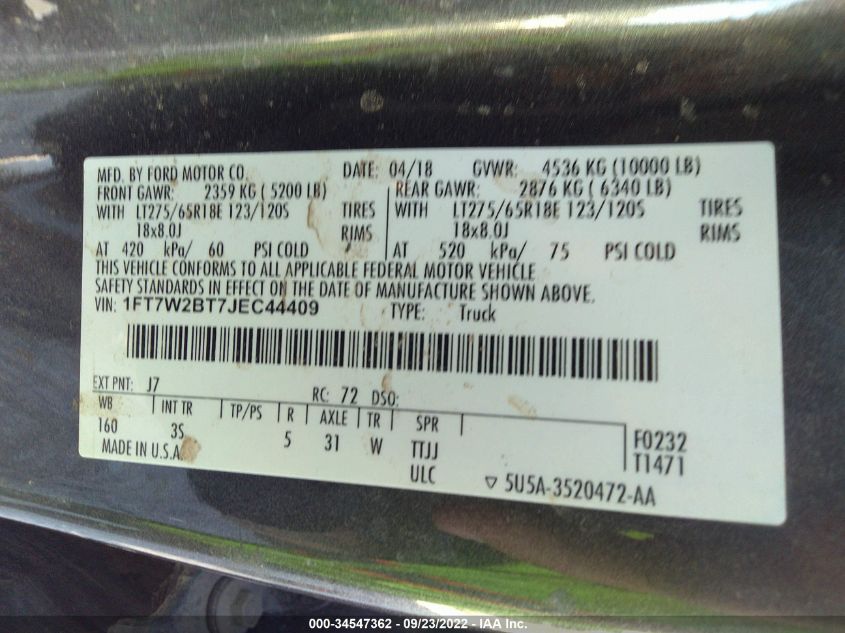 MFD. BY FORD MOTOR CO. DATE: 04/18 GVWR: 4536 KG (10000 LB)
FRONT GAWR: 2359 KG ( 5200 LB) REAR GAWR: 2876 KG ( 6340 LB)
WITH LT275/65R18E 123/120S TIRES WITH LT275/65R18E 123/120S TIRES
18x8.0J RIMS 18x8.0J RIMS
AT 420 kPa/ 60 PSI COLD AT 520 kPa/ 75 PSI COLD
THIS VEHICLE CONFORMS TO ALL APPLICABLE FEDERAL MOTOR VEHICLE
SAFETY STANDARDS IN EFFECT ON THE DATE OF MANUFACTURE SHOWN ABOVE.
VIN: 1FT7W2BT7JEC44409 TYPE: Truck
EXT PNT: J7 RC: 72 DSO:
WB INT TR TP/PS R AXLE TR SPR
160 3S 5 31 W TTJJ F0232
MADE IN U.S.A. ULC T1471
5U5A-3520472-AA
000-34547362 - 09/23/2022 - IAA Inc.